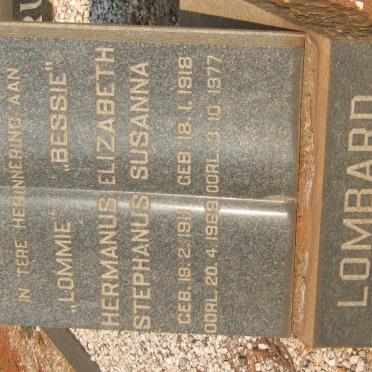 IN TERE HERINNERING AAN
"LOMMIE" "BESSIE"
HERMANUS ELIZABETH
STEPHANUS SUSANNA
GEB. 19. 2. 1911 GEB. 18. 1. 1918
OORL. 20. 4. 1969 OORL. 3. 10. 1977
LOMBARD